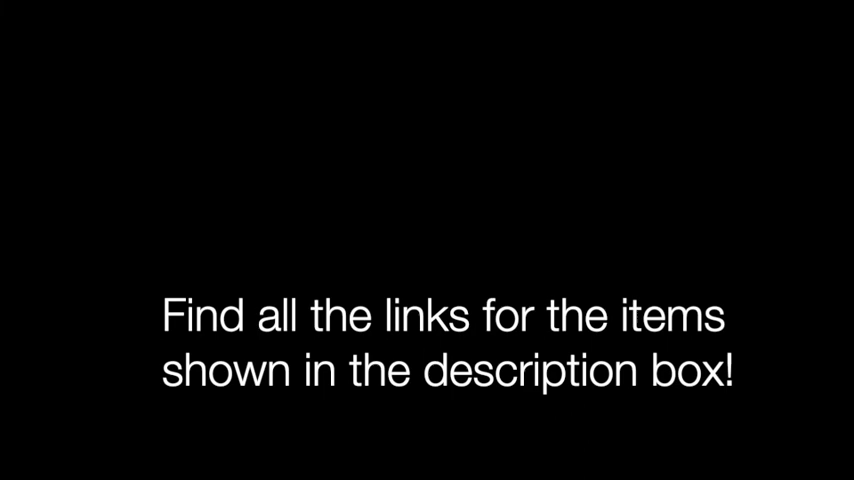 Find all the links for the items
shown in the description box!